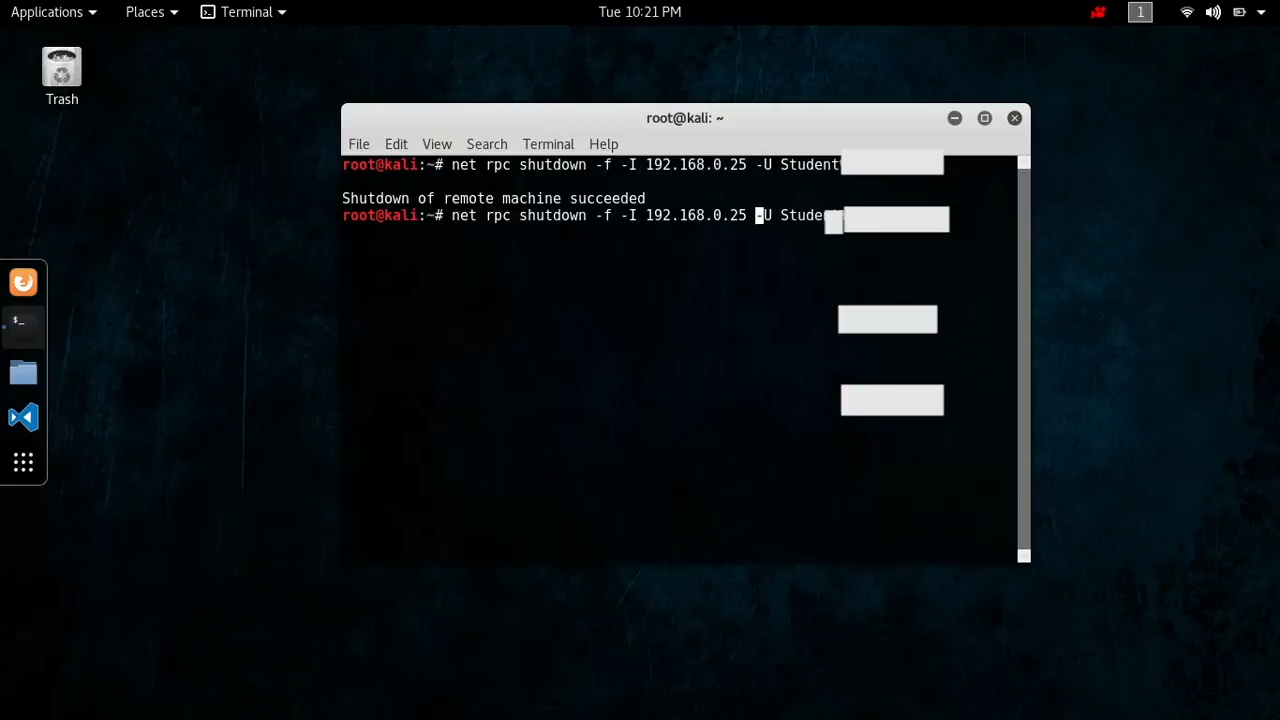 Applications Places Terminal Tue 10:21 PM 1
Trash
root@kali: ~
File Edit View Search Terminal Help
root@kali:~# net rpc shutdown -f -I 192.168.0.25 -U Student
Shutdown of remote machine succeeded
root@kali:~# net rpc shutdown -f -I 192.168.0.25 -U Student
$_